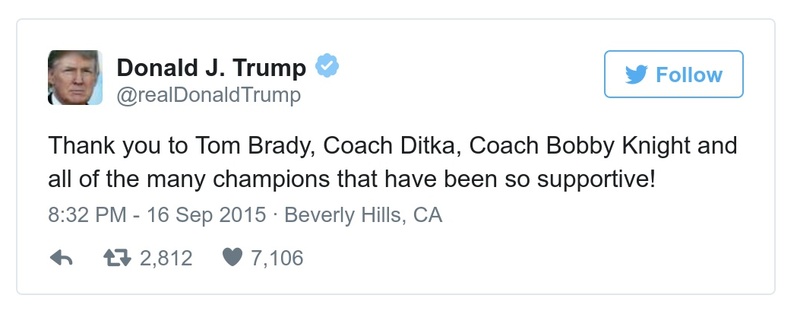 Donald J. Trump
@realDonaldTrump
Follow
Thank you to Tom Brady, Coach Ditka, Coach Bobby Knight and
all of the many champions that have been so supportive!
8:32 PM - 16 Sep 2015 · Beverly Hills, CA
2,812 7,106